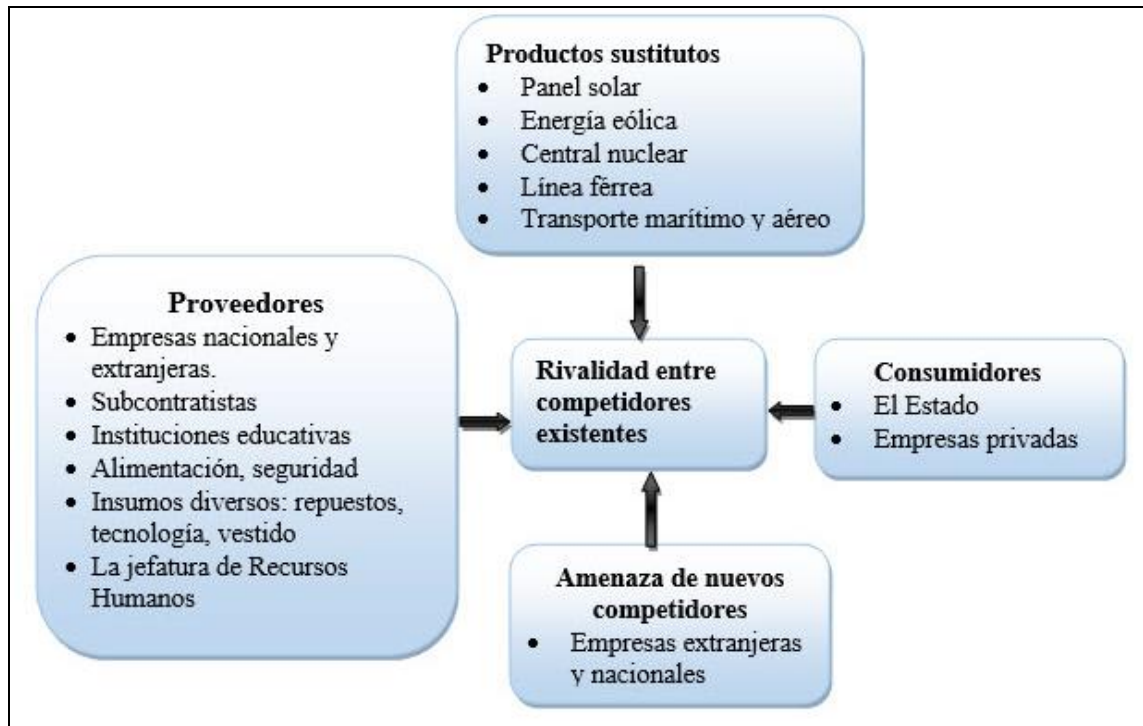 Productos sustitutos
• Panel solar
• Energía eólica
• Central nuclear
• Línea férrea
• Transporte marítimo y aéreo
Proveedores
• Empresas nacionales y
extranjeras.
• Subcontratistas
• Instituciones educativas
• Alimentación, seguridad
• Insumos diversos: repuestos,
tecnología, vestido
• La jefatura de Recursos
Humanos
Rivalidad entre
competidores
existentes
Consumidores
• El Estado
• Empresas privadas
Amenaza de nuevos
competidores
• Empresas extranjeras
y nacionales